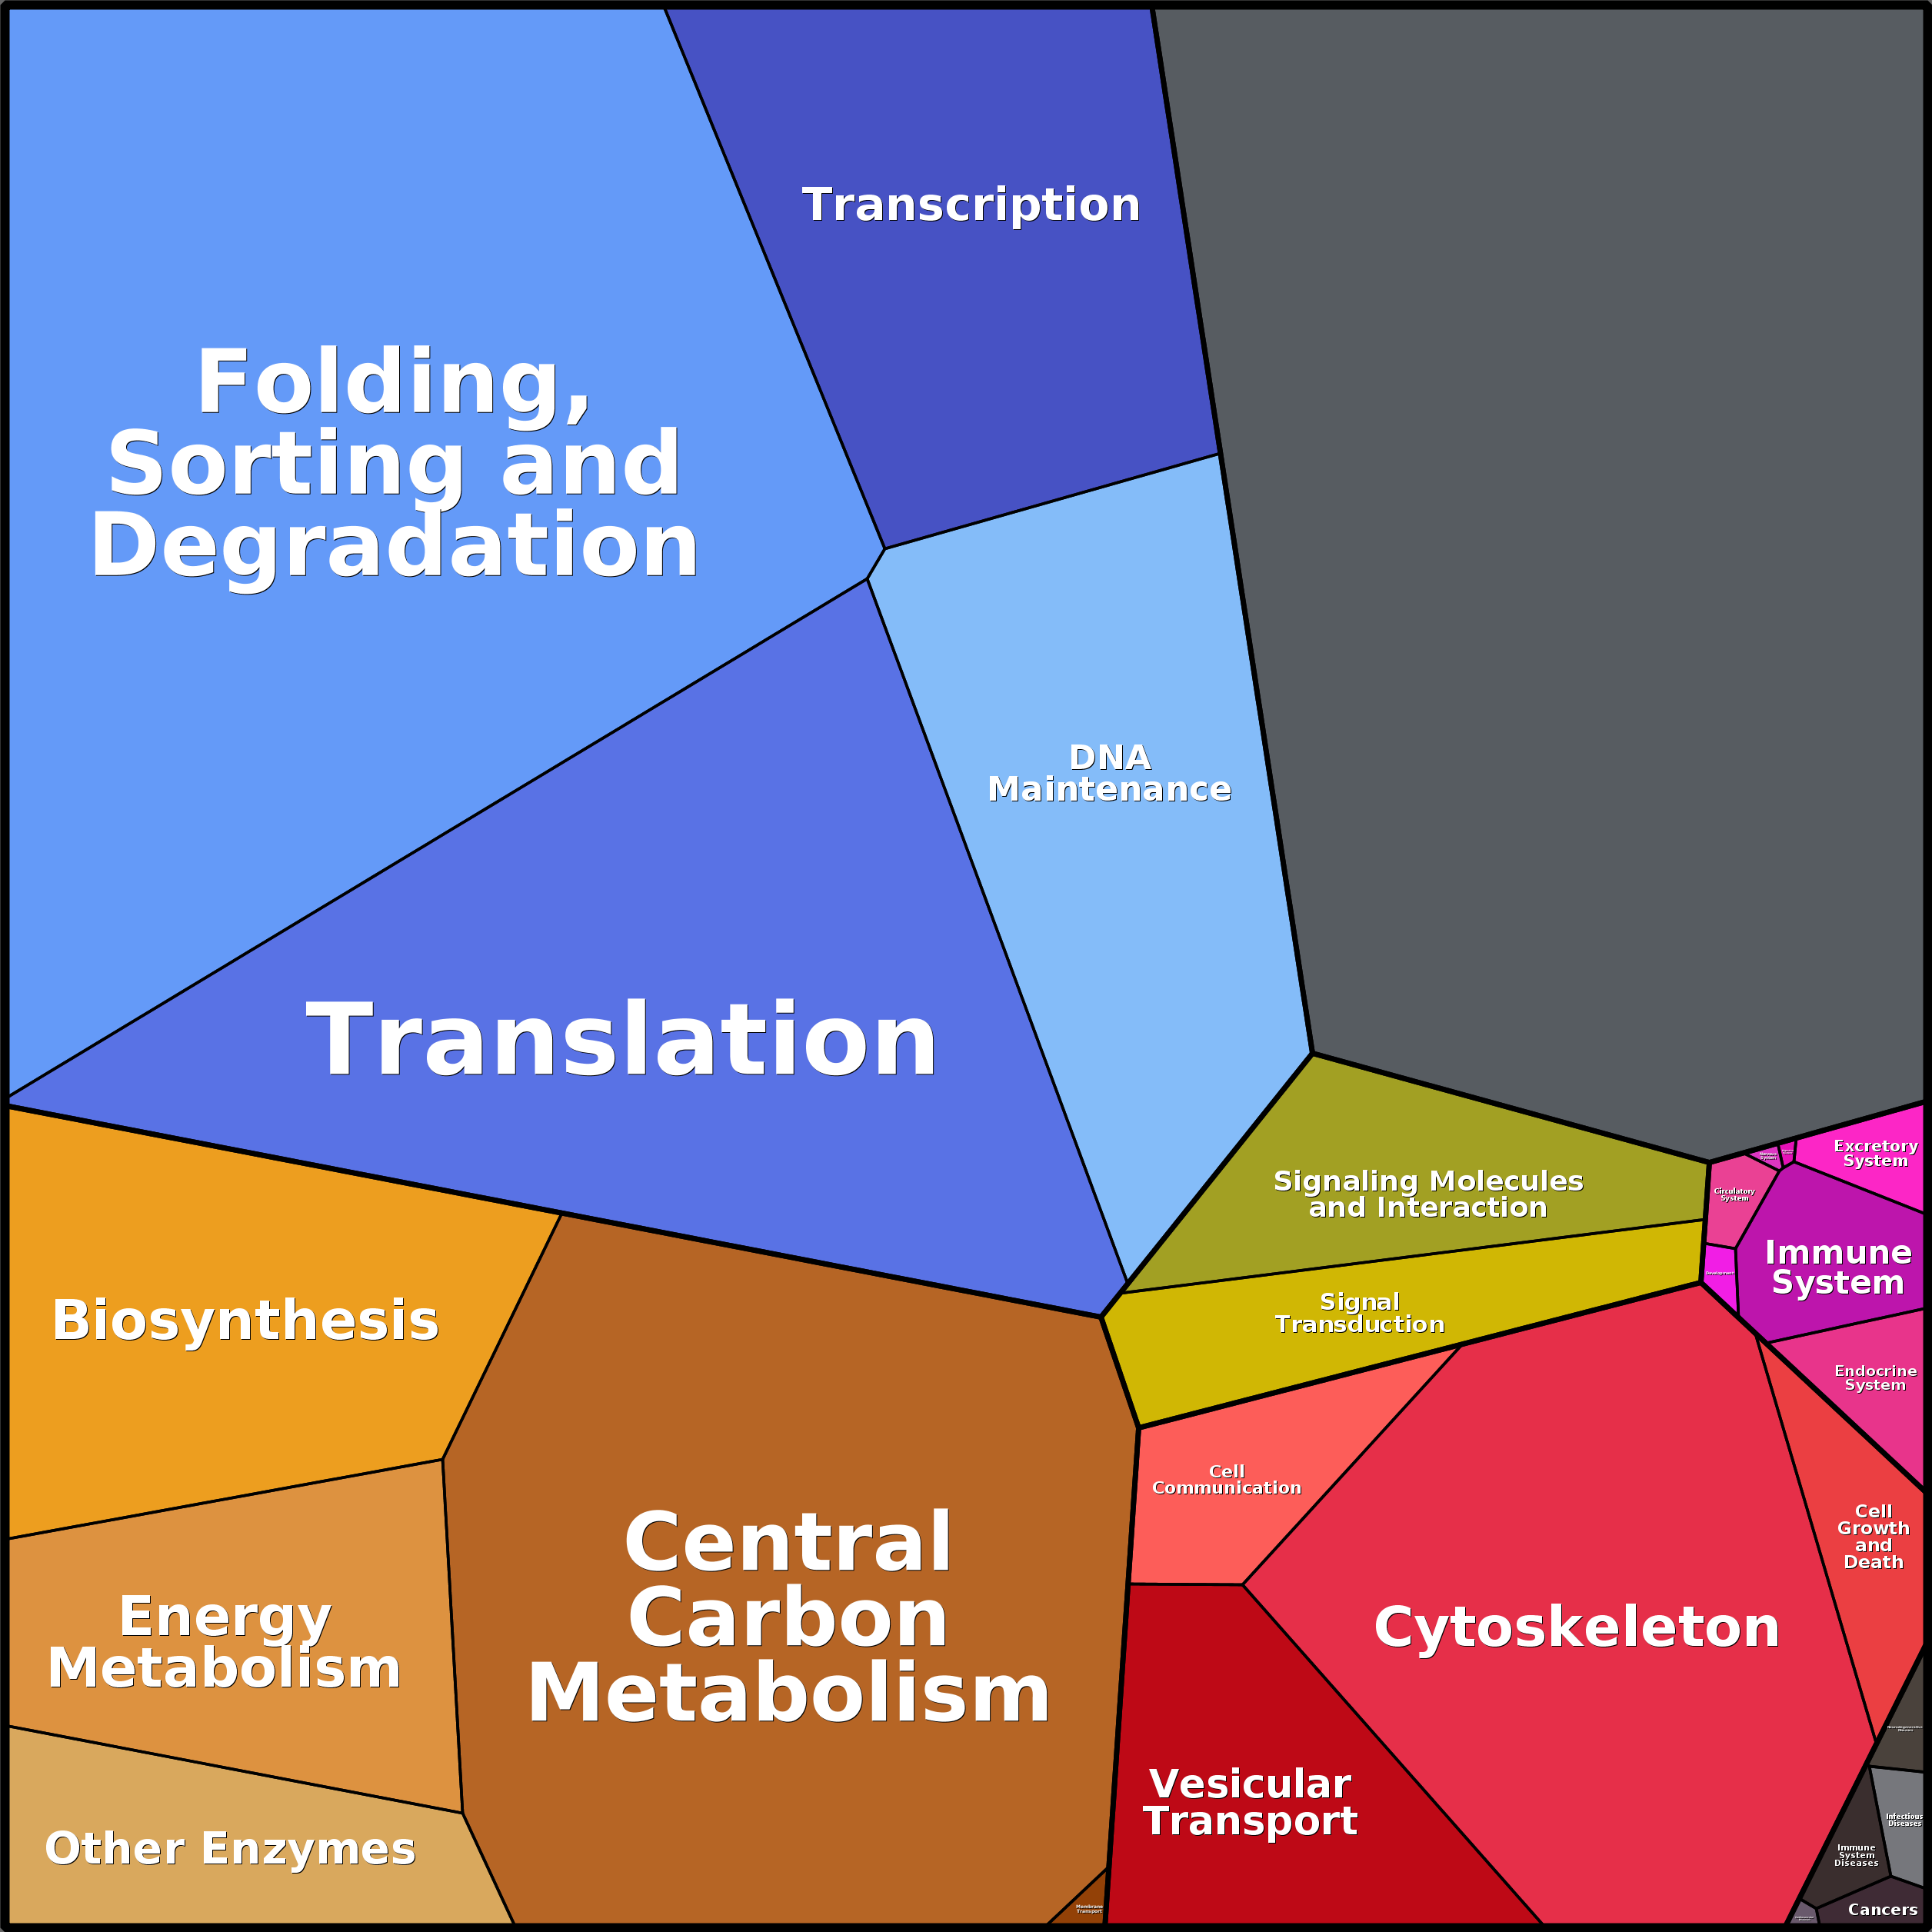 Transcription
Folding,
Sorting and
Degradation
DNA
Maintenance
Translation
Excretory
System
Signaling Molecules
and Interaction
Circulatory
System
Immune
System
Development
Signal
Transduction
Biosynthesis
Endocrine
System
Cell
Communication
Cell
Growth
and
Death
Central
Carbon
Metabolism
Energy
Metabolism
Cytoskeleton
Vesicular
Transport
Other Enzymes
Infectious
Diseases
Immune
System
Diseases
Membrane
Transport
Cancers